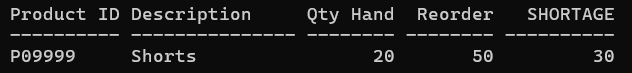 Product ID Description     Qty Hand  Reorder   SHORTAGE
---------- --------------- -------- -------- ----------
P09999     Shorts                20       50         30